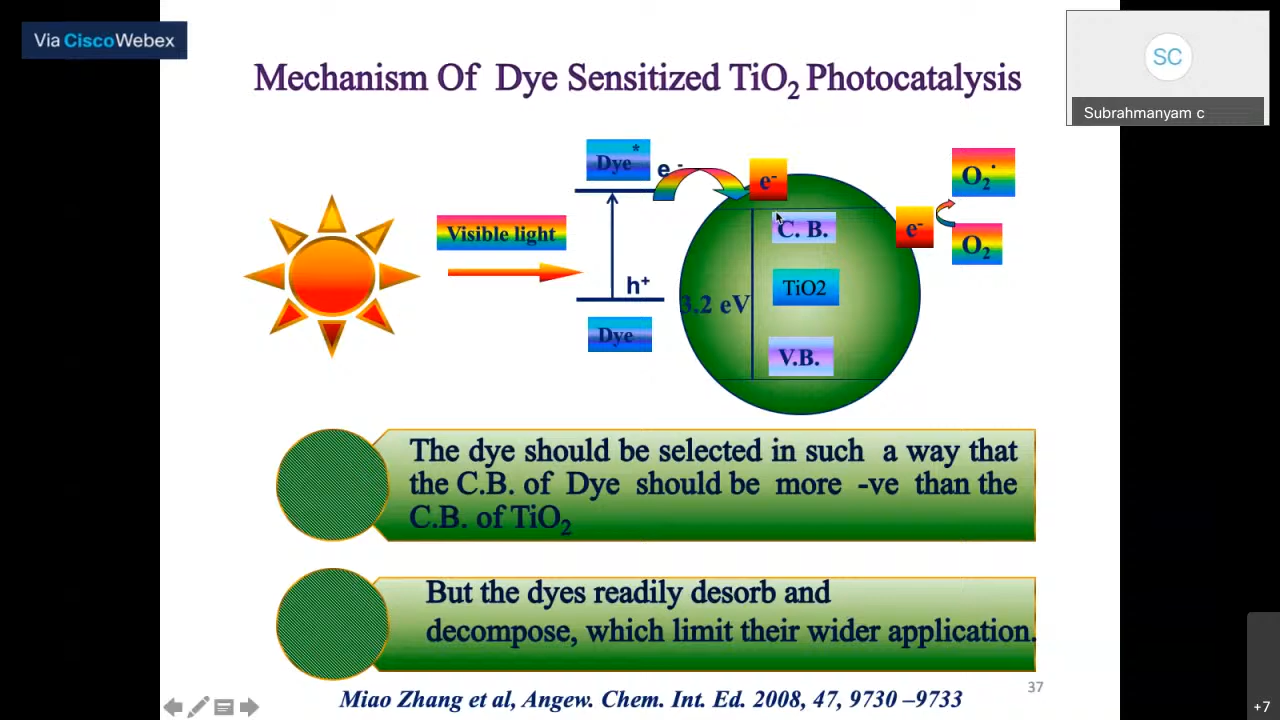 Via Cisco Webex
SC
Subrahmanyam c
Mechanism Of Dye Sensitized TiO₂ Photocatalysis
Dye*
e-
e-
O₂˙
Visible light
C. B.
e-
O₂
h⁺
TiO2
3.2 eV
Dye
V.B.
The dye should be selected in such a way that
the C.B. of Dye should be more -ve than the
C.B. of TiO₂
But the dyes readily desorb and
decompose, which limit their wider application.
37
Miao Zhang et al, Angew. Chem. Int. Ed. 2008, 47, 9730 –9733
+7